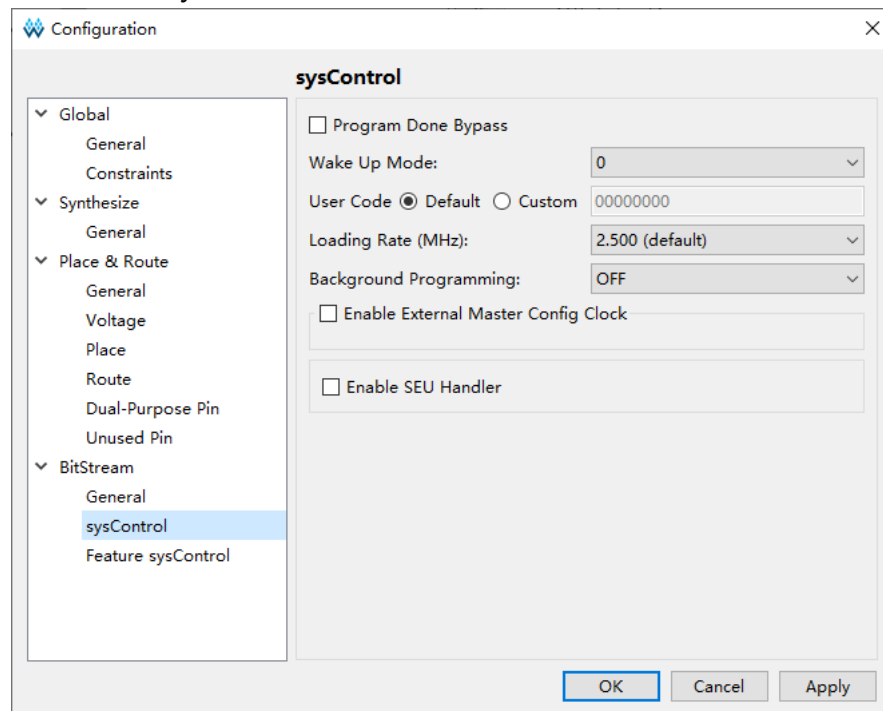 Configuration
sysControl
Global
General
Constraints
Synthesize
General
Place & Route
General
Voltage
Place
Route
Dual-Purpose Pin
Unused Pin
BitStream
General
sysControl
Feature sysControl
Program Done Bypass
Wake Up Mode: 0
User Code Default Custom 00000000
Loading Rate (MHz): 2.500 (default)
Background Programming: OFF
Enable External Master Config Clock
Enable SEU Handler
OK Cancel Apply